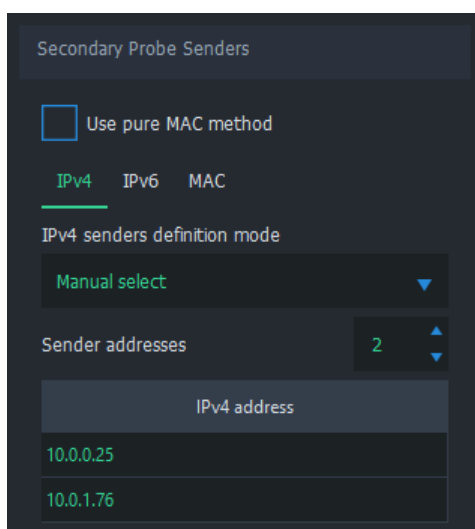 Secondary Probe Senders
Use pure MAC method
IPv4 IPv6 MAC
IPv4 senders definition mode
Manual select
Sender addresses 2
IPv4 address
10.0.0.25
10.0.1.76